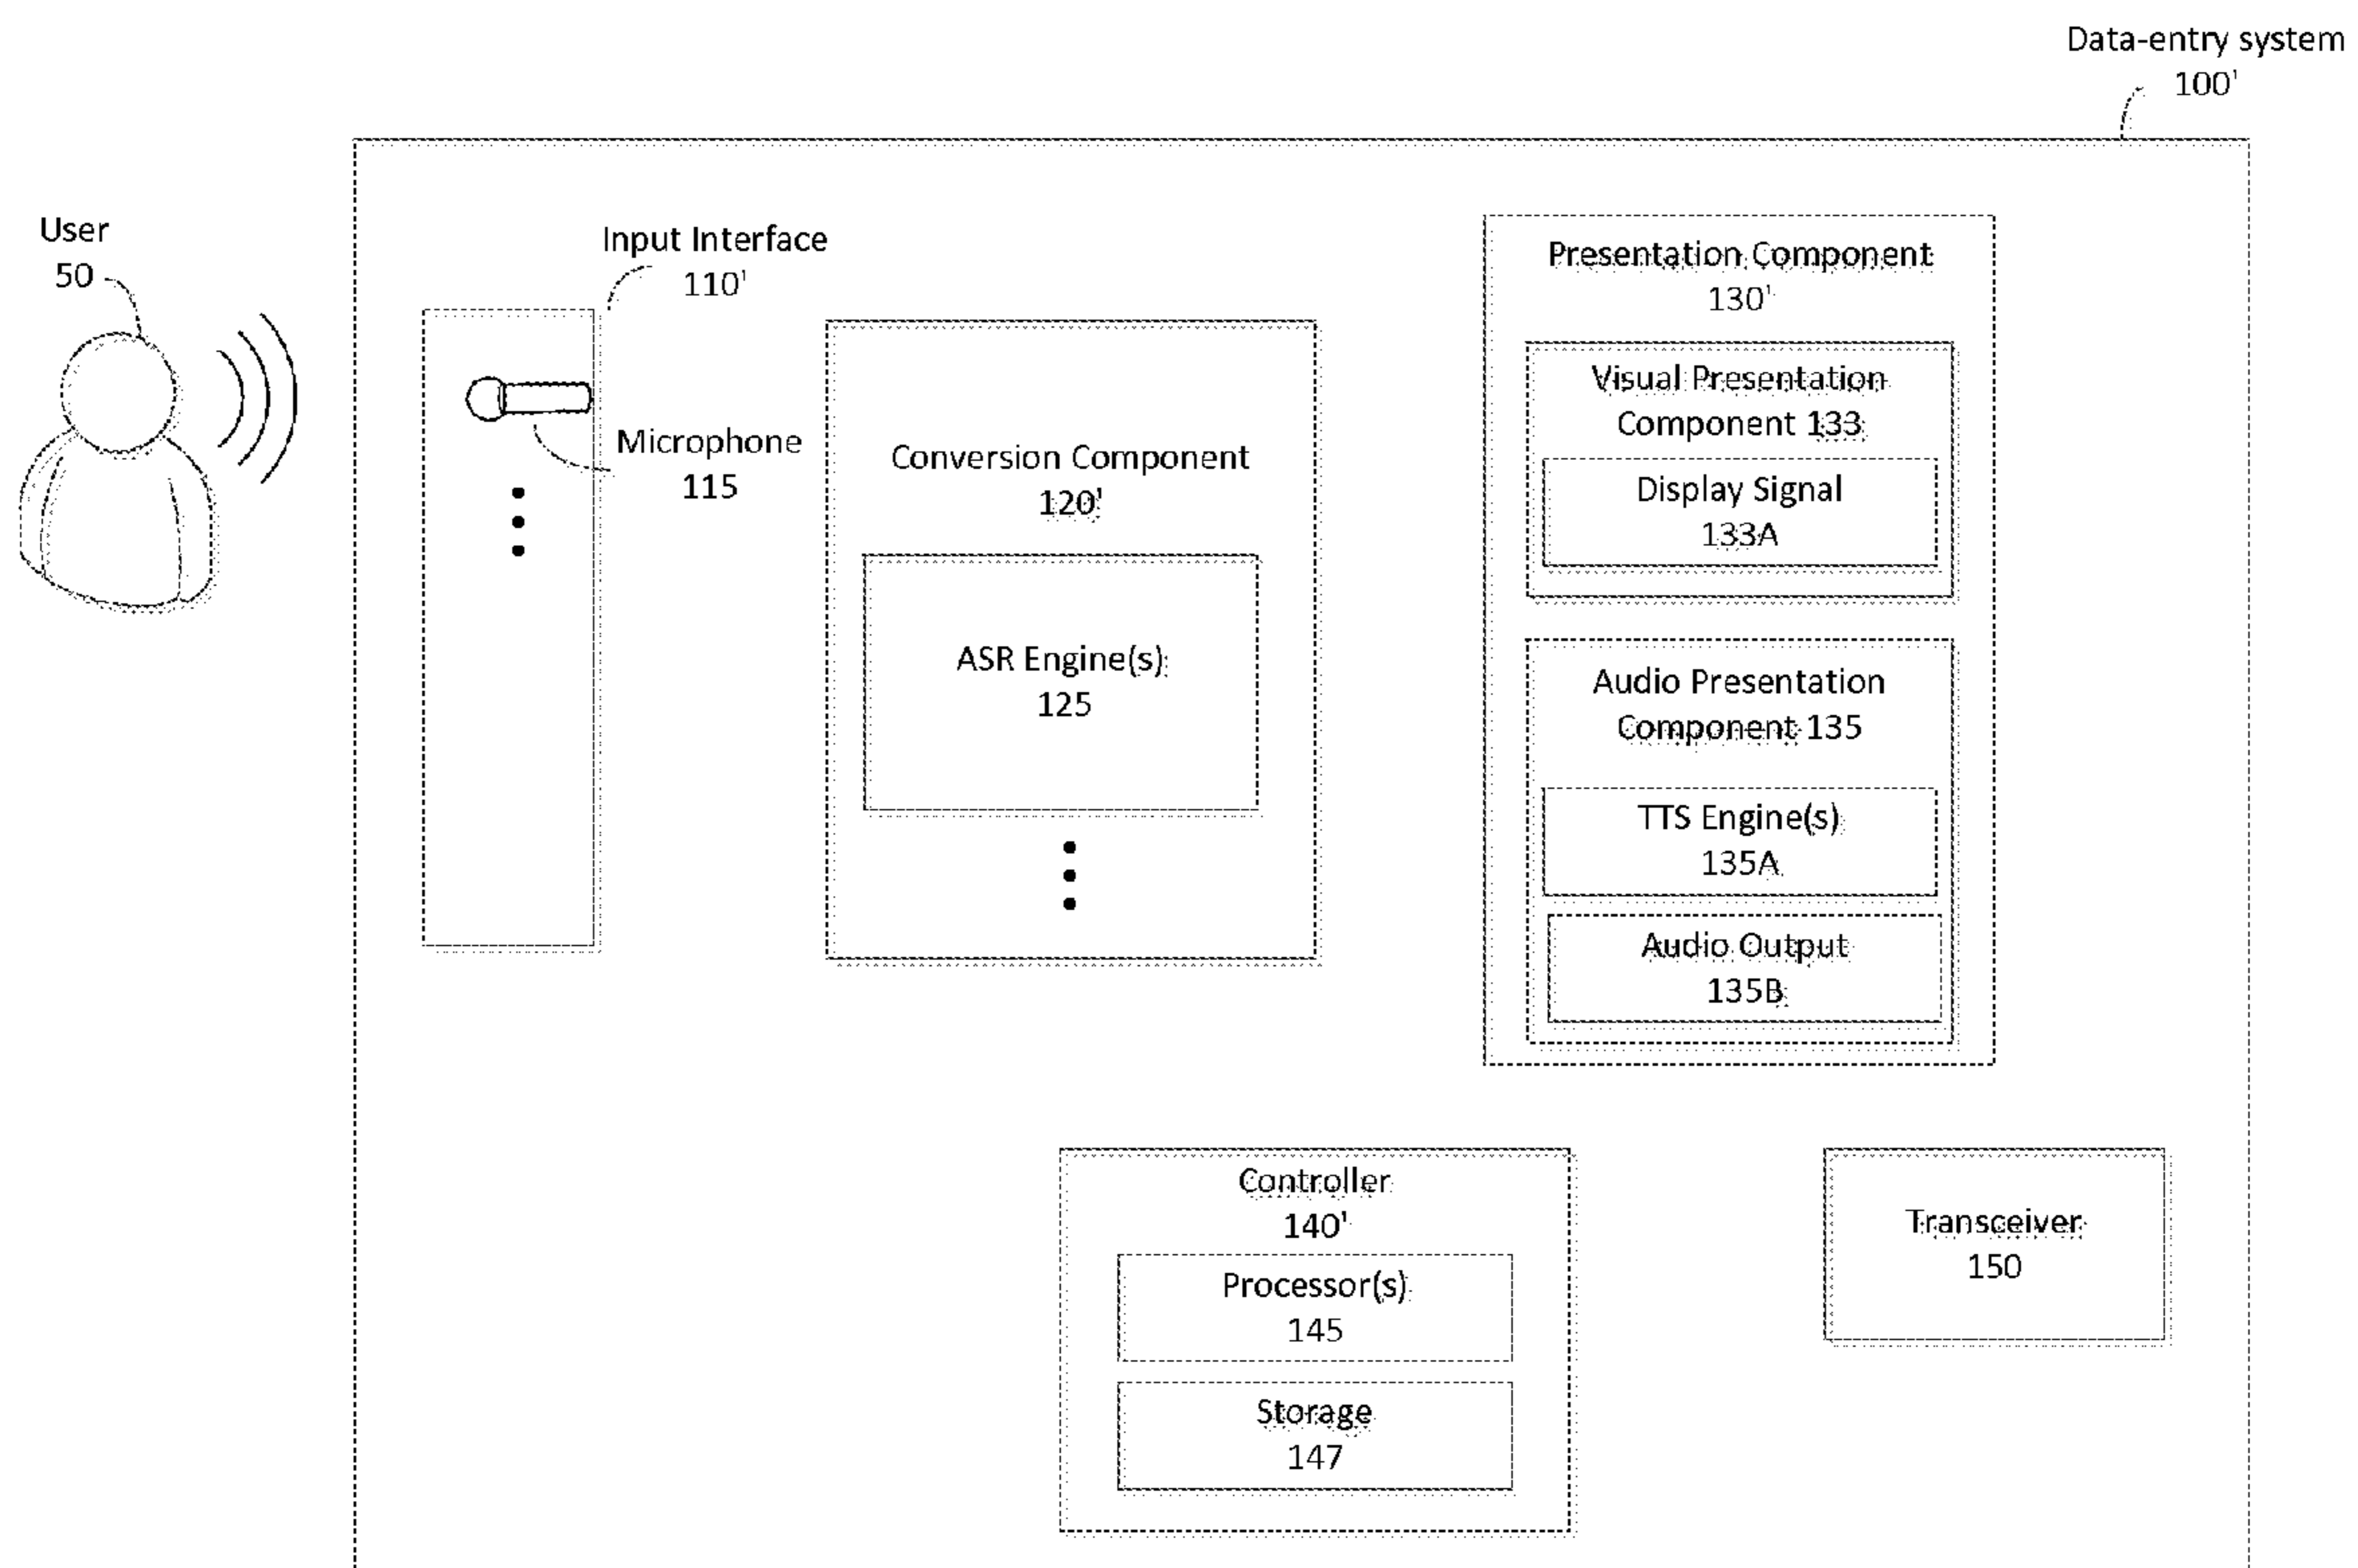 Data-entry system
100'
User
50
Input Interface
110'
Microphone
115
Conversion Component
120'
ASR Engine(s)
125
Presentation Component
130'
Visual Presentation
Component 133
Display Signal
133A
Audio Presentation
Component 135
TTS Engine(s)
135A
Audio Output
135B
Controller
140'
Processor(s)
145
Storage
147
Transceiver
150